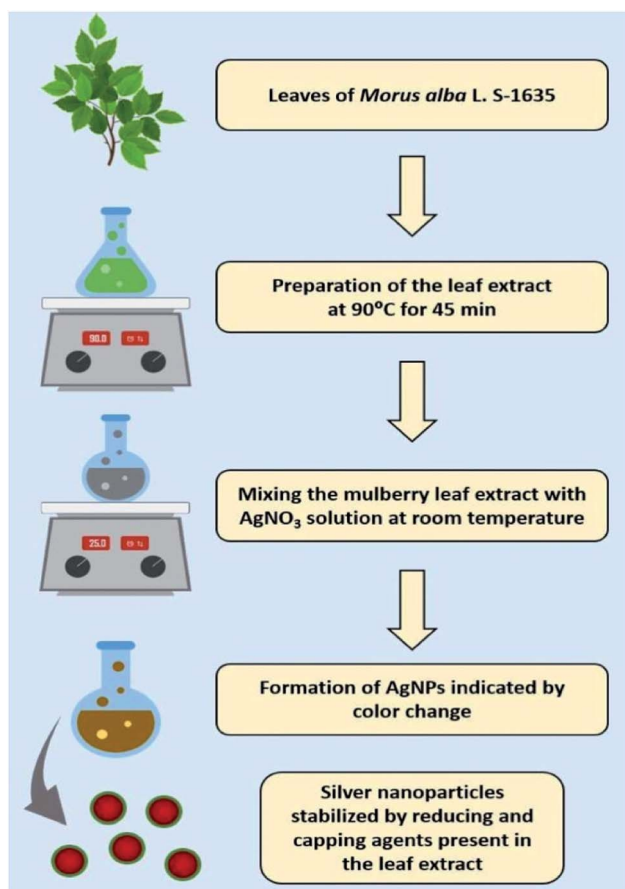 Leaves of Morus alba L. S-1635
Preparation of the leaf extract
at 90⁰C for 45 min
90.0
Mixing the mulberry leaf extract with
AgNO₃ solution at room temperature
25.0
Formation of AgNPs indicated by
color change
Silver nanoparticles
stabilized by reducing and
capping agents present in
the leaf extract